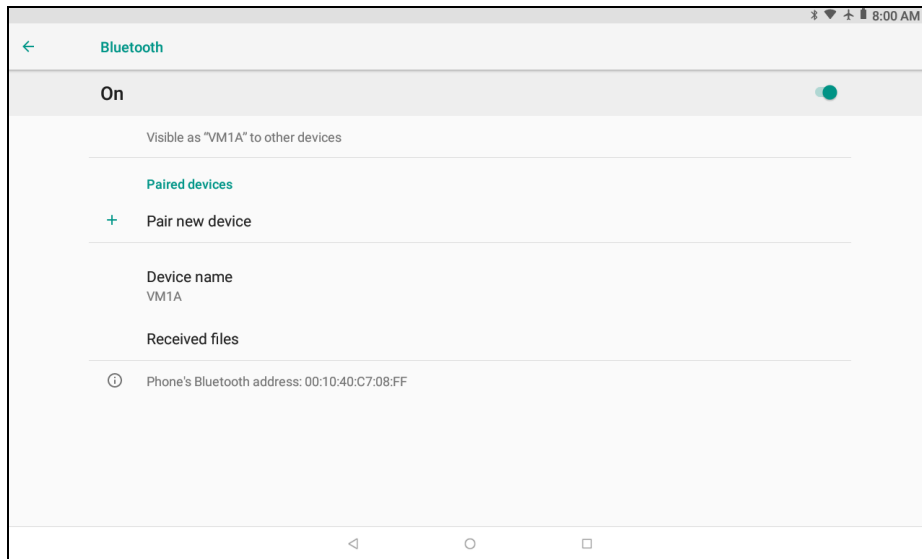 8:00 AM
Bluetooth
On
Visible as “VM1A” to other devices
Paired devices
+ Pair new device
Device name
VM1A
Received files
Phone's Bluetooth address: 00:10:40:C7:08:FF